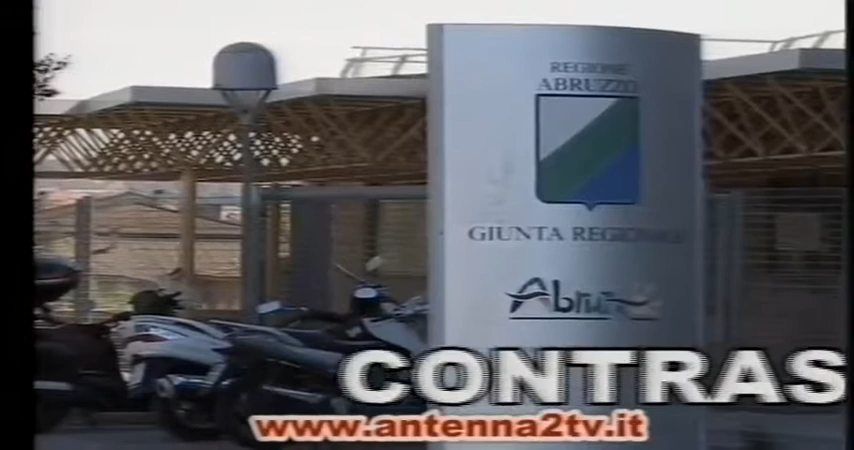 REGIONE
ABRUZZO
GIUNTA REGIONALE
CONTRAS
www.antenna2tv.it